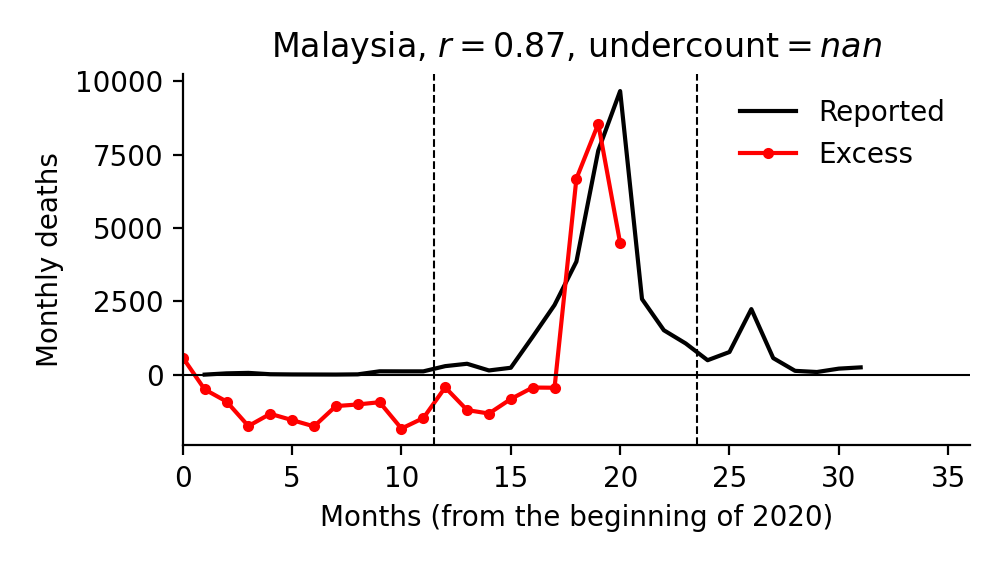 Malaysia, r = 0.87, undercount = nan
10000
7500
5000
2500
0
Monthly deaths
Reported
Excess
0 5 10 15 20 25 30 35
Months (from the beginning of 2020)